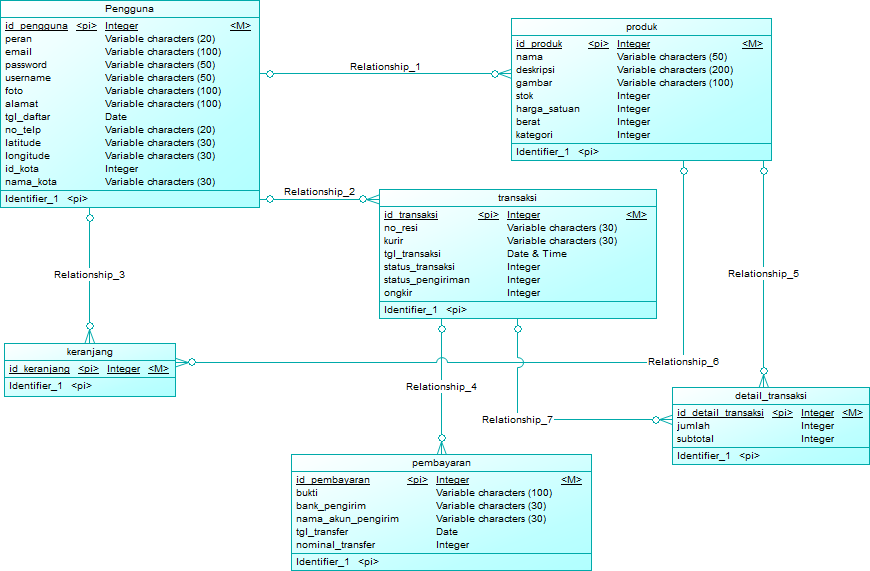 Pengguna
id_pengguna <pi> Integer <M>
peran Variable characters (20)
email Variable characters (100)
password Variable characters (50)
username Variable characters (50)
foto Variable characters (100)
alamat Variable characters (100)
tgl_daftar Date
no_telp Variable characters (20)
latitude Variable characters (30)
longitude Variable characters (30)
id_kota Integer
nama_kota Variable characters (30)
Identifier_1 <pi>
Relationship_1
produk
id_produk <pi> Integer <M>
nama Variable characters (50)
deskripsi Variable characters (200)
gambar Variable characters (100)
stok Integer
harga_satuan Integer
berat Integer
kategori Integer
Identifier_1 <pi>
Relationship_2
transaksi
id_transaksi <pi> Integer <M>
no_resi Variable characters (30)
kurir Variable characters (30)
tgl_transaksi Date & Time
status_transaksi Integer
status_pengiriman Integer
ongkir Integer
Identifier_1 <pi>
Relationship_3
Relationship_5
keranjang
id_keranjang <pi> Integer <M>
Identifier_1 <pi>
Relationship_6
Relationship_4
Relationship_7
detail_transaksi
id_detail_transaksi <pi> Integer <M>
jumlah Integer
subtotal Integer
Identifier_1 <pi>
pembayaran
id_pembayaran <pi> Integer <M>
bukti Variable characters (100)
bank_pengirim Variable characters (30)
nama_akun_pengirim Variable characters (30)
tgl_transfer Date
nominal_transfer Integer
Identifier_1 <pi>